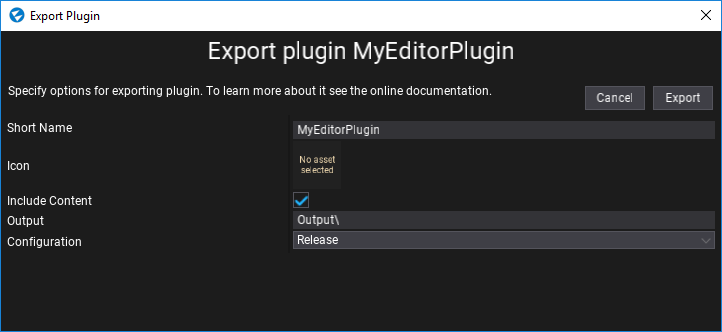 Export Plugin
Export plugin MyEditorPlugin
Specify options for exporting plugin. To learn more about it see the online documentation.
Cancel Export
Short Name MyEditorPlugin
Icon No asset
selected
Include Content
Output Output\
Configuration Release